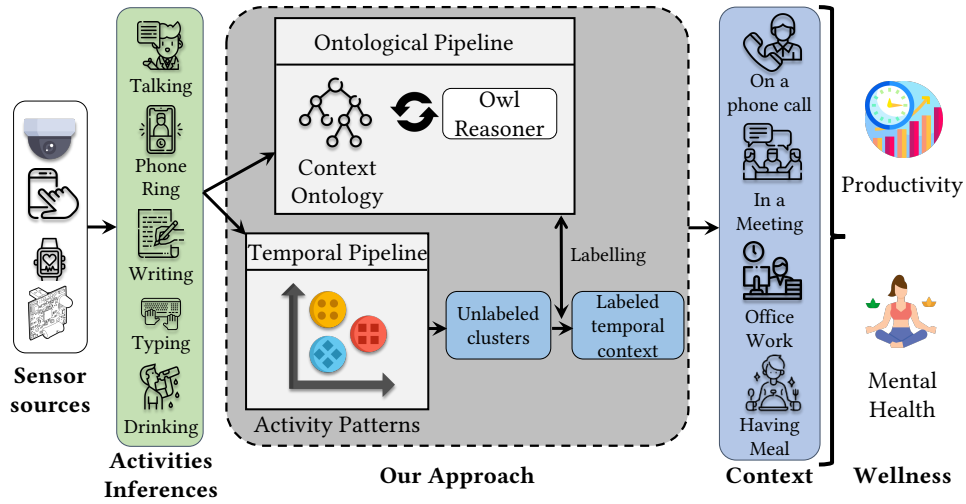 Sensor
sources
Talking
Phone
Ring
Writing
Typing
Drinking
Activities
Inferences
Ontological Pipeline
Context
Ontology
Owl
Reasoner
Temporal Pipeline
Activity Patterns
Unlabeled
clusters
Labelling
Labeled
temporal
context
Our Approach
On a
phone call
In a
Meeting
Office
Work
Having
Meal
Context
Productivity
Mental
Health
Wellness